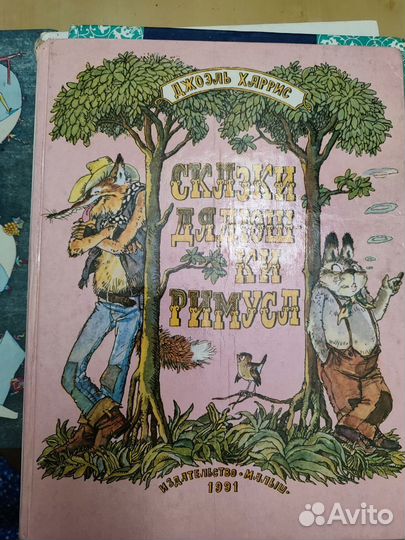 ДЖОЭЛЬ ХАРРИС
СКАЗКИ
ДЯДЮШ-
КИ
РИМУСА
ИЗДАТЕЛЬСТВО · МАЛЫШ ·
1991
Avito